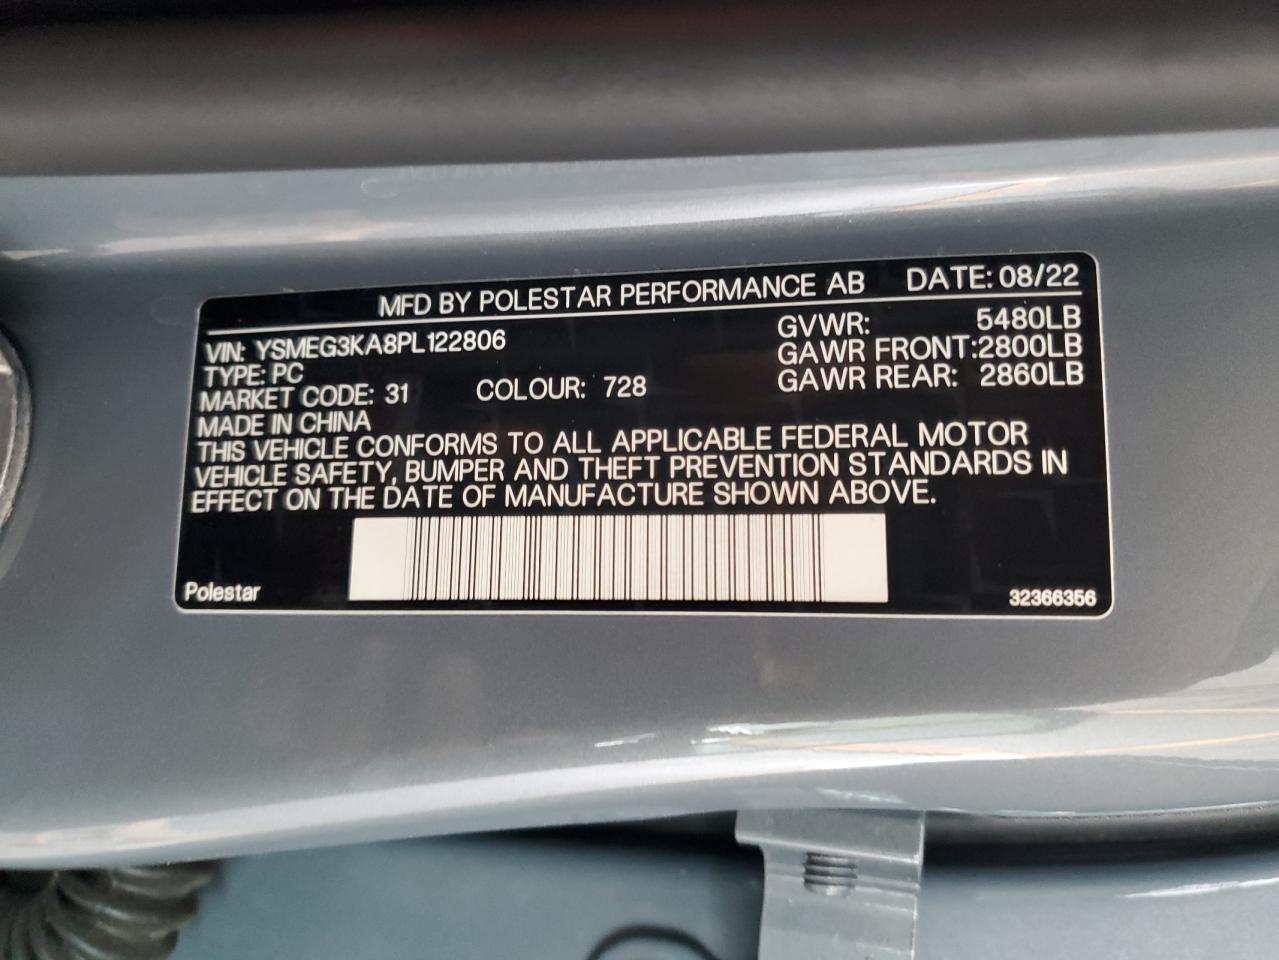 MFD BY POLESTAR PERFORMANCE AB DATE: 08/22
VIN: YSMEG3KA8PL122806 GVWR: 5480LB
TYPE: PC GAWR FRONT:2800LB
MARKET CODE: 31 COLOUR: 728 GAWR REAR: 2860LB
MADE IN CHINA
THIS VEHICLE CONFORMS TO ALL APPLICABLE FEDERAL MOTOR
VEHICLE SAFETY, BUMPER AND THEFT PREVENTION STANDARDS IN
EFFECT ON THE DATE OF MANUFACTURE SHOWN ABOVE.
Polestar 32366356